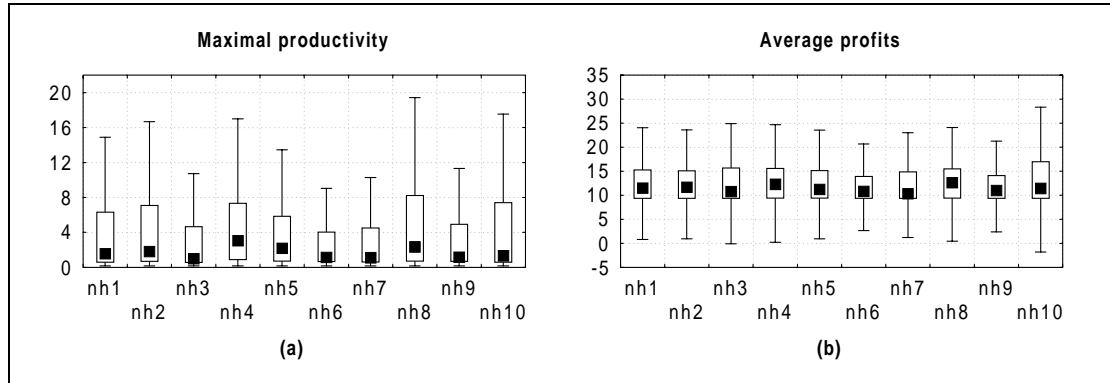 Maximal productivity
20
16
12
8
4
0
nh1 nh3 nh5 nh7 nh9
nh2 nh4 nh6 nh8 nh10
(a)
Average profits
35
30
25
20
15
10
5
0
-5
nh1 nh3 nh5 nh7 nh9
nh2 nh4 nh6 nh8 nh10
(b)